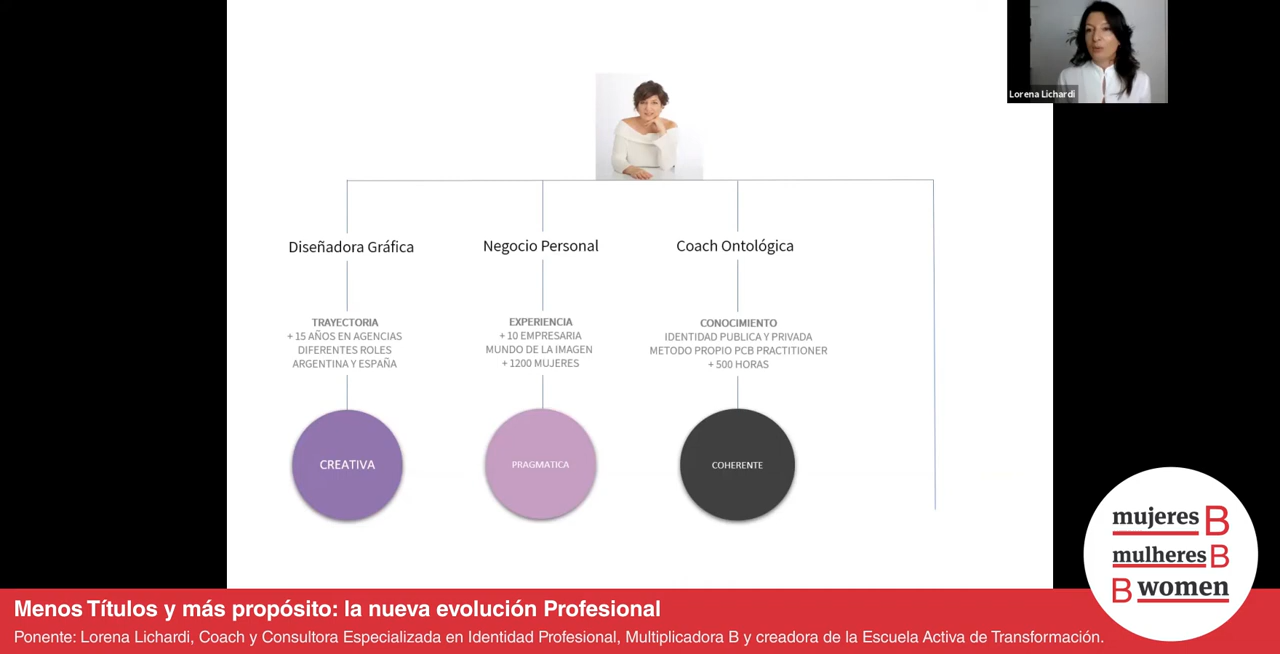 Lorena Lichardi
Diseñadora Gráfica
TRAYECTORIA
+ 15 AÑOS EN AGENCIAS
DIFERENTES ROLES
ARGENTINA Y ESPAÑA
CREATIVA
Negocio Personal
EXPERIENCIA
+ 10 EMPRESARIA
MUNDO DE LA IMAGEN
+ 1200 MUJERES
PRAGMATICA
Coach Ontológica
CONOCIMIENTO
IDENTIDAD PUBLICA Y PRIVADA
METODO PROPIO PCB PRACTITIONER
+ 500 HORAS
COHERENTE
mujeres B
mulheres B
B women
Menos Títulos y más propósito: la nueva evolución Profesional
Ponente: Lorena Lichardi, Coach y Consultora Especializada en Identidad Profesional, Multiplicadora B y creadora de la Escuela Activa de Transformación.